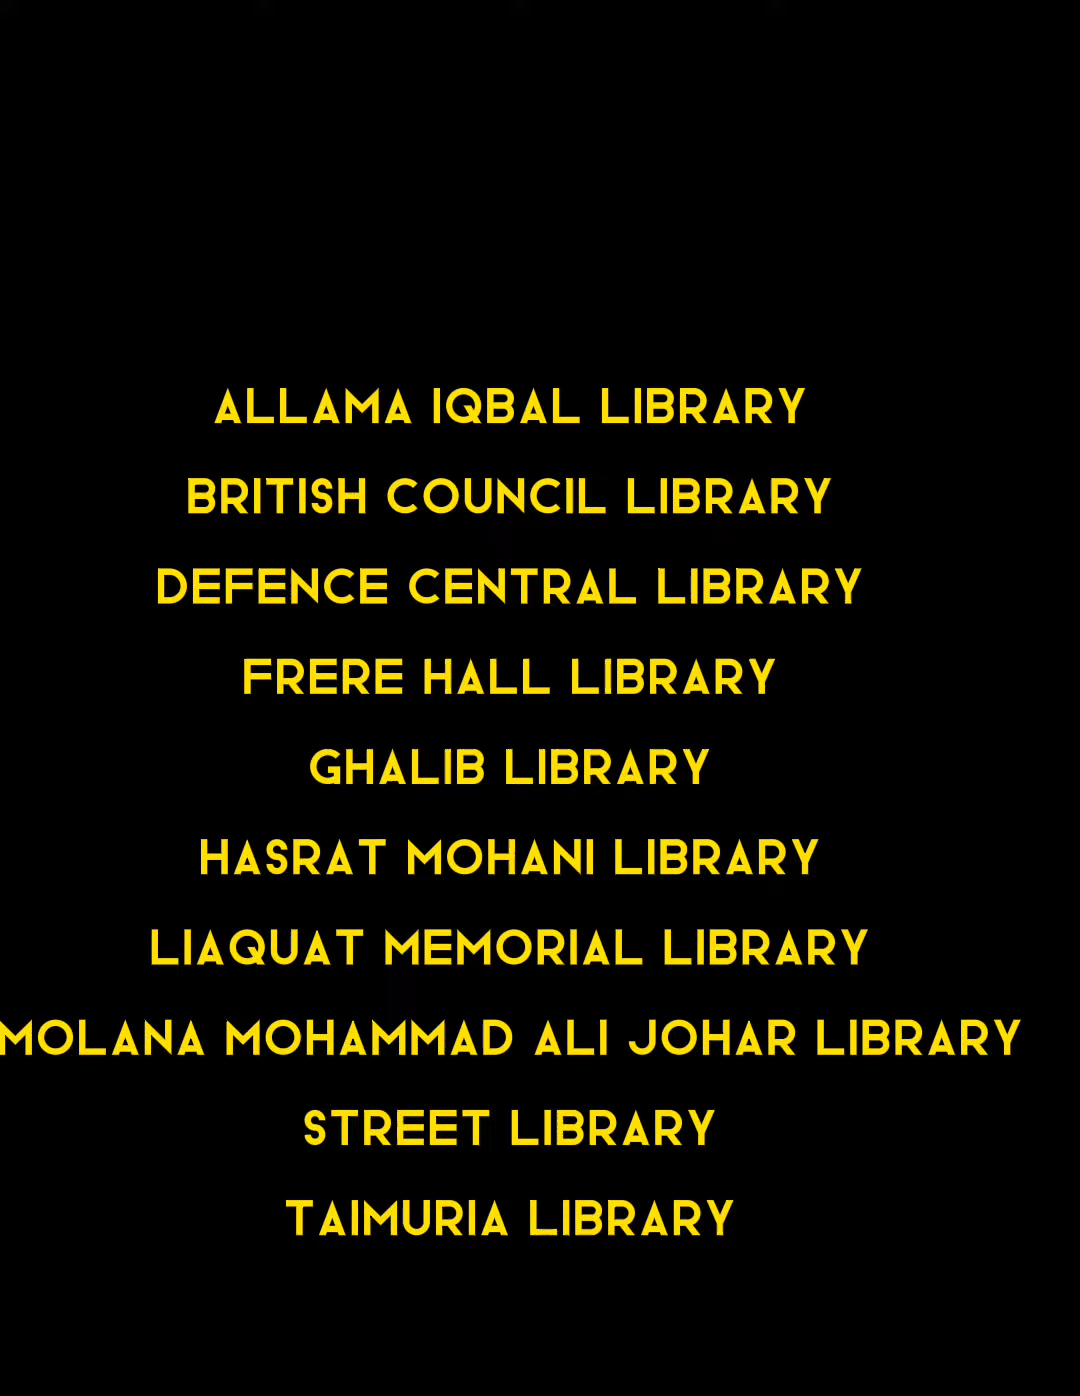 ALLAMA IQBAL LIBRARY
BRITISH COUNCIL LIBRARY
DEFENCE CENTRAL LIBRARY
FRERE HALL LIBRARY
GHALIB LIBRARY
HASRAT MOHANI LIBRARY
LIAQUAT MEMORIAL LIBRARY
MOLANA MOHAMMAD ALI JOHAR LIBRARY
STREET LIBRARY
TAIMURIA LIBRARY